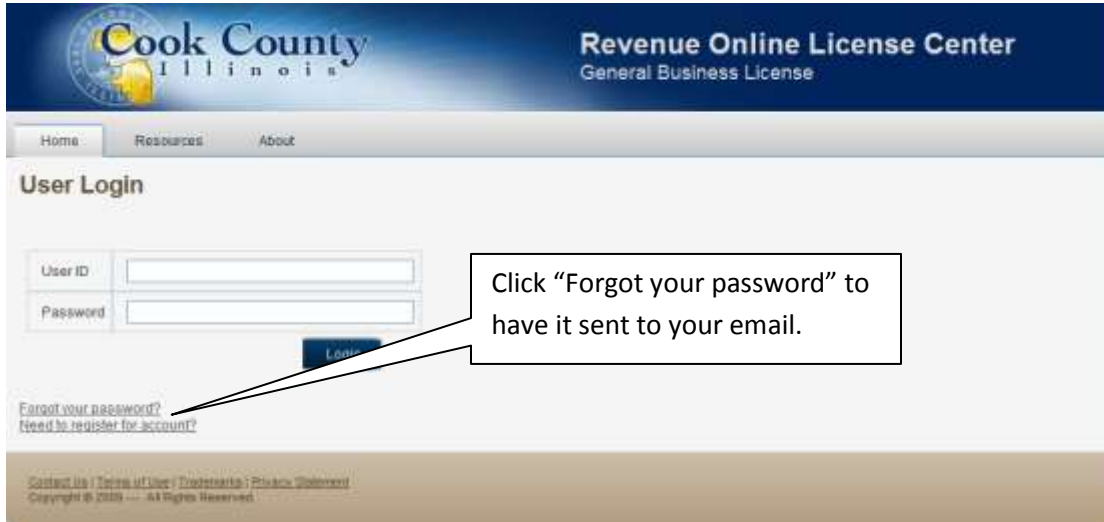 Cook County
Illinois
Revenue Online License Center
General Business License
Home Resources About
User Login
User ID
Password
Login
Click “Forgot your password” to
have it sent to your email.
Forgot your password?
Need to register for account?
Contact Us | Terms of Use | Trademarks | Privacy Statement
Copyright © 2009 --- All Rights Reserved.